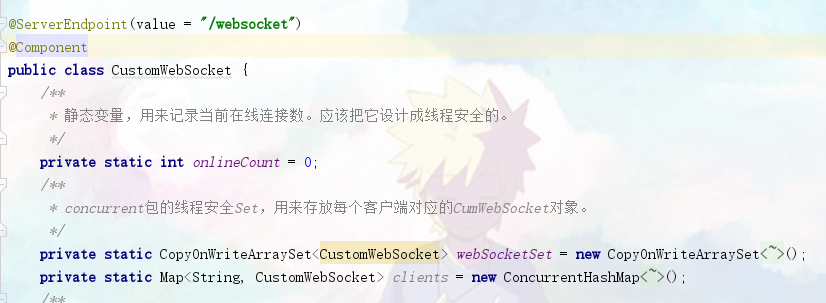 @ServerEndpoint(value = "/websocket")
@Component
public class CustomWebSocket {
/**
* 静态变量，用来记录当前在线连接数。应该把它设计成线程安全的。
*/
private static int onlineCount = 0;
/**
* concurrent包的线程安全Set，用来存放每个客户端对应的CumWebSocket对象。
*/
private static CopyOnWriteArraySet<CustomWebSocket> webSocketSet = new CopyOnWriteArraySet<~>();
private static Map<String, CustomWebSocket> clients = new ConcurrentHashMap<~>();
/**